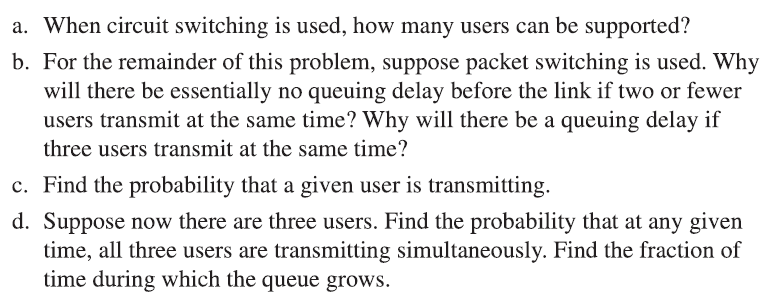 a. When circuit switching is used, how many users can be supported?
b. For the remainder of this problem, suppose packet switching is used. Why
will there be essentially no queuing delay before the link if two or fewer
users transmit at the same time? Why will there be a queuing delay if
three users transmit at the same time?
c. Find the probability that a given user is transmitting.
d. Suppose now there are three users. Find the probability that at any given
time, all three users are transmitting simultaneously. Find the fraction of
time during which the queue grows.